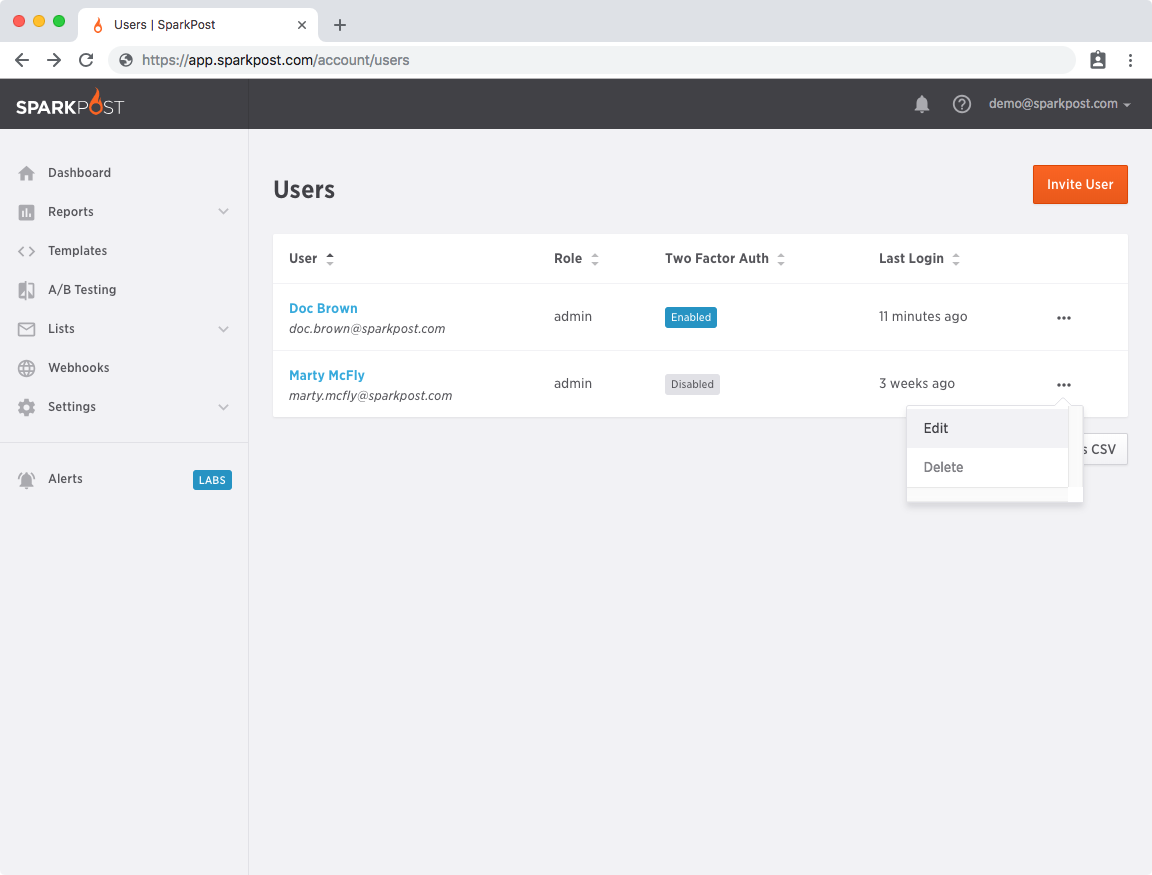 Users | SparkPost
https://app.sparkpost.com/account/users
SPARKPOST
demo@sparkpost.com
Dashboard
Reports
Templates
A/B Testing
Lists
Webhooks
Settings
Alerts LABS
Users
Invite User
User Role Two Factor Auth Last Login
Doc Brown
doc.brown@sparkpost.com
admin Enabled 11 minutes ago
Marty McFly
marty.mcfly@sparkpost.com
admin Disabled 3 weeks ago
Edit
Delete
CSV